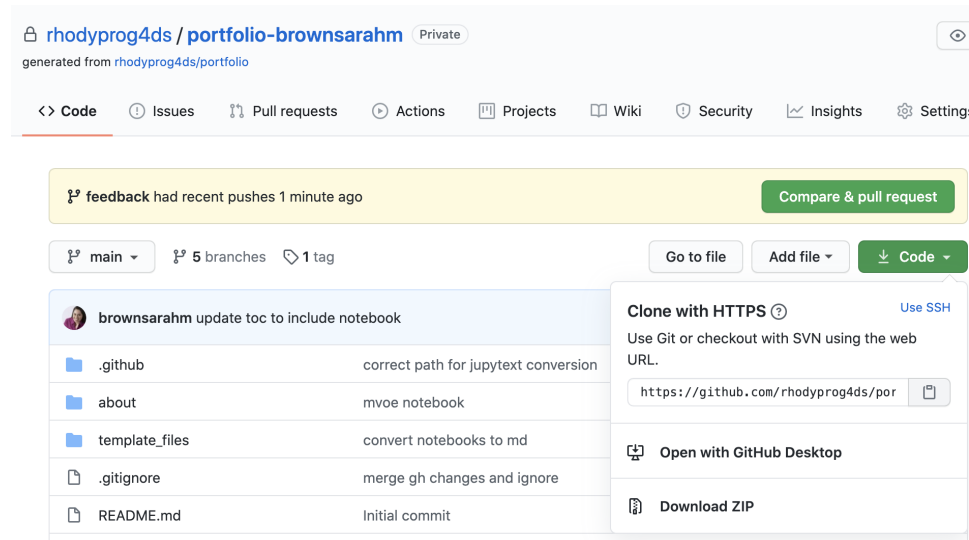 rhodyprog4ds / portfolio-brownsarahm Private
generated from rhodyprog4ds/portfolio
Code Issues Pull requests Actions Projects Wiki Security Insights Settings
feedback had recent pushes 1 minute ago Compare & pull request
main 5 branches 1 tag Go to file Add file Code
brownsarahm update toc to include notebook
Clone with HTTPS ? Use SSH
Use Git or checkout with SVN using the web
URL.
https://github.com/rhodyprog4ds/por
Open with GitHub Desktop
Download ZIP
.github correct path for jupytext conversion
about mvoe notebook
template_files convert notebooks to md
.gitignore merge gh changes and ignore
README.md Initial commit